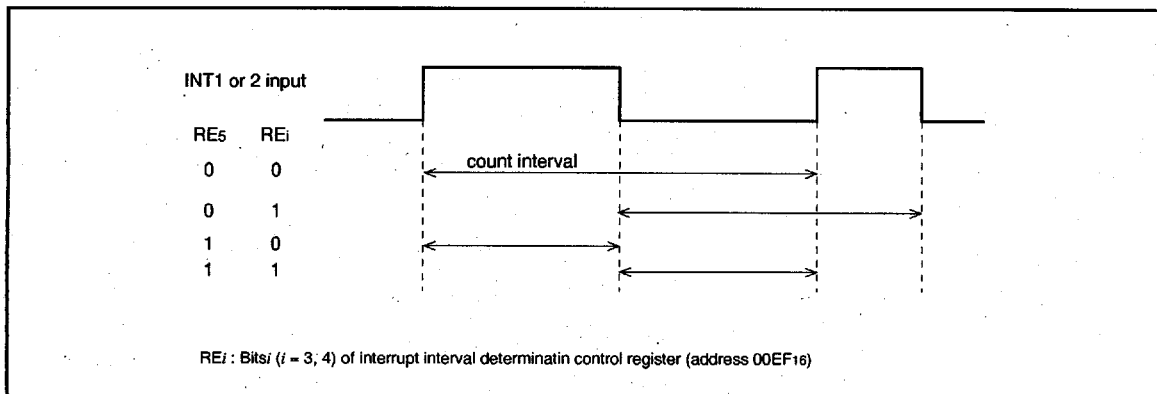 INT1 or 2 input
RE5 REi
0 0
count interval
0 1
1 0
1 1
REi : Bitsi (i = 3, 4) of interrupt interval determinatin control register (address 00EF16)